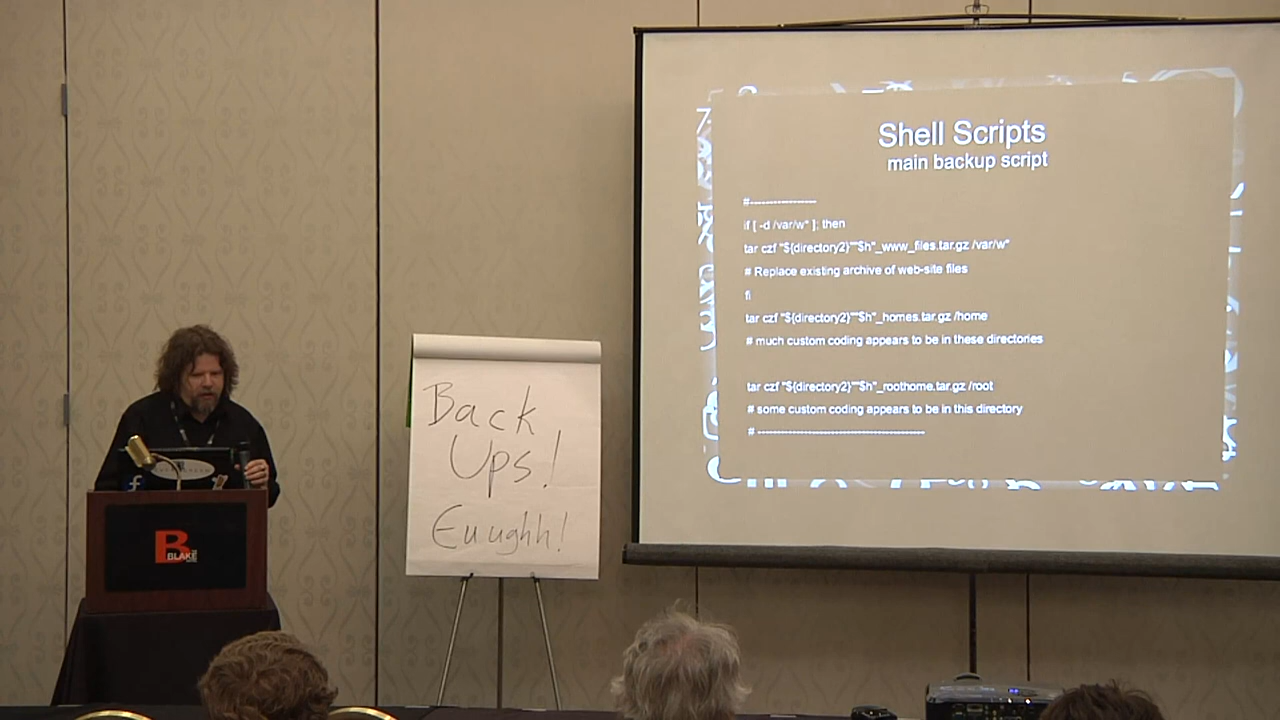 Shell Scripts
main backup script
#----------------
if [ -d /var/w* ]; then
tar czf "${directory2}""$h"_www_files.tar.gz /var/w*
# Replace existing archive of web-site files
fi
tar czf "${directory2}""$h"_homes.tar.gz /home
# much custom coding appears to be in these directories
tar czf "${directory2}""$h"_roothome.tar.gz /root
# some custom coding appears to be in this directory
# -------------------------------------
Back
Ups!
Euughh!
f
B
BLAKE